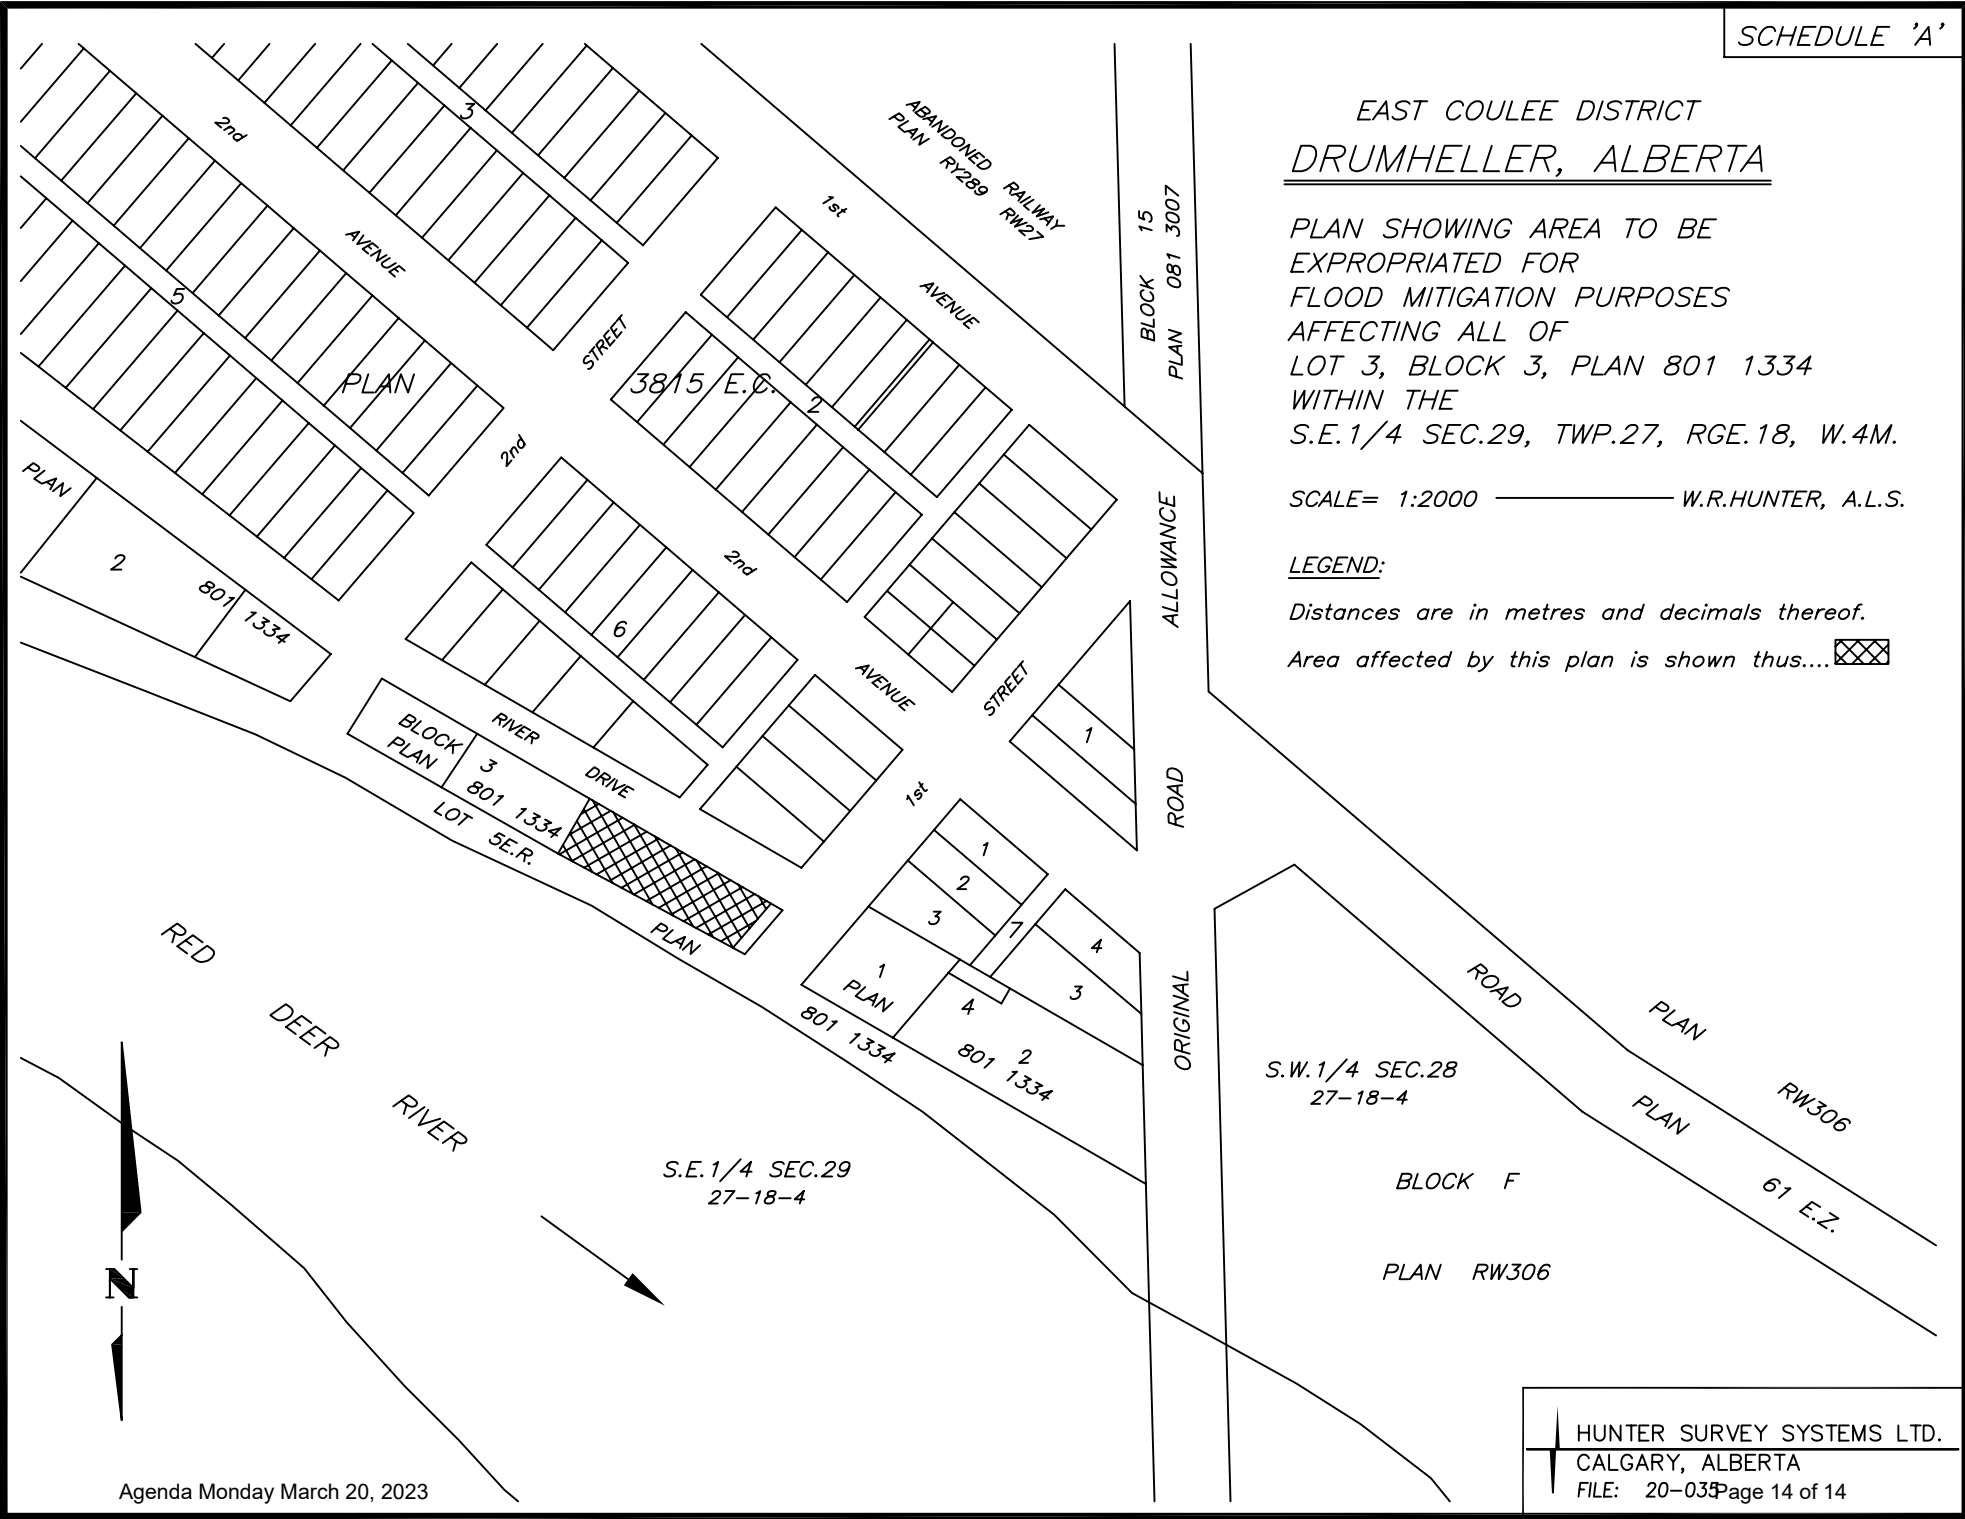 SCHEDULE 'A'
EAST COULEE DISTRICT
DRUMHELLER, ALBERTA
PLAN SHOWING AREA TO BE
EXPROPRIATED FOR
FLOOD MITIGATION PURPOSES
AFFECTING ALL OF
LOT 3, BLOCK 3, PLAN 801 1334
WITHIN THE
S.E.1/4 SEC.29, TWP.27, RGE.18, W.4M.
SCALE= 1:2000 W.R.HUNTER, A.L.S.
LEGEND:
Distances are in metres and decimals thereof.
Area affected by this plan is shown thus....
ABANDONED RAILWAY
PLAN RY289 RW27
BLOCK 15
PLAN 081 3007
1st AVENUE
2nd AVENUE
3
5
PLAN 3815 E.C.
2
2nd STREET
PLAN
2
801 1334
6
2nd AVENUE
1st STREET
1
RIVER DRIVE
BLOCK 3
PLAN 801 1334
LOT 5E.R.
PLAN 801 1334
1
2
3
7
4
3
1
PLAN
4
2
801 1334
ORIGINAL ROAD ALLOWANCE
RED DEER RIVER
S.E.1/4 SEC.29
27-18-4
S.W.1/4 SEC.28
27-18-4
ROAD PLAN 61 E.Z.
PLAN RW306
BLOCK F
PLAN RW306
N
HUNTER SURVEY SYSTEMS LTD.
CALGARY, ALBERTA
FILE: 20-035
Agenda Monday March 20, 2023
Page 14 of 14